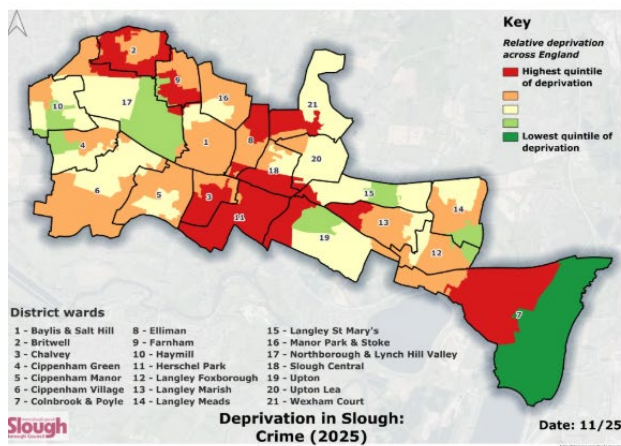 Key
Relative deprivation
across England
Highest quintile
of deprivation
Lowest quintile of
deprivation
2
9
10
17
16
21
4
1
8
20
18
6
5
3
15
11
13
14
19
12
7
District wards
1 - Baylis & Salt Hill
2 - Britwell
3 - Chalvey
4 - Cippenham Green
5 - Cippenham Manor
6 - Cippenham Village
7 - Colnbrook & Poyle
8 - Elliman
9 - Farnham
10 - Haymill
11 - Herschel Park
12 - Langley Foxborough
13 - Langley Marish
14 - Langley Meads
15 - Langley St Mary's
16 - Manor Park & Stoke
17 - Northborough & Lynch Hill Valley
18 - Slough Central
19 - Upton
20 - Upton Lea
21 - Wexham Court
Slough
Deprivation in Slough:
Crime (2025)
Date: 11/25